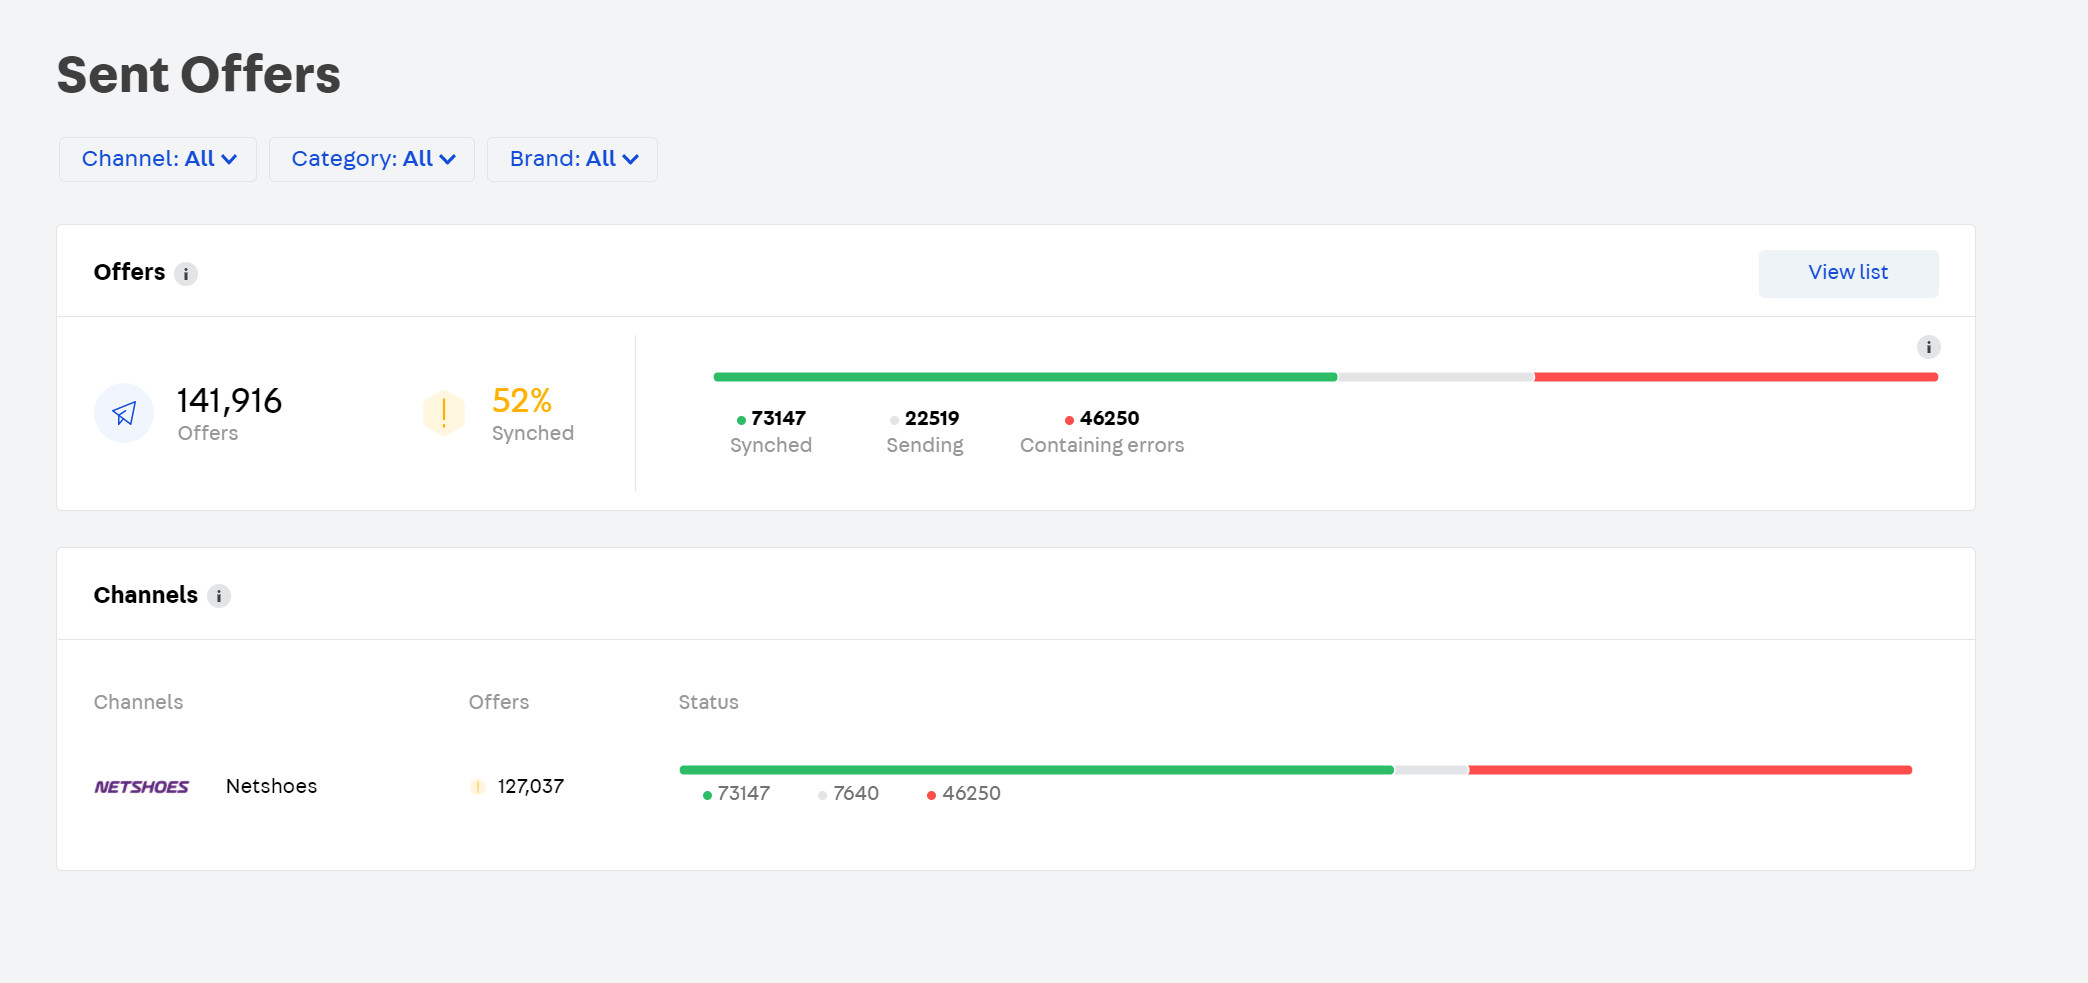 Sent Offers
Channel: All
Category: All
Brand: All
Offers
View list
141,916
Offers
52%
Synched
73147
Synched
22519
Sending
46250
Containing errors
Channels
Channels Offers Status
NETSHOES Netshoes 127,037
73147 7640 46250